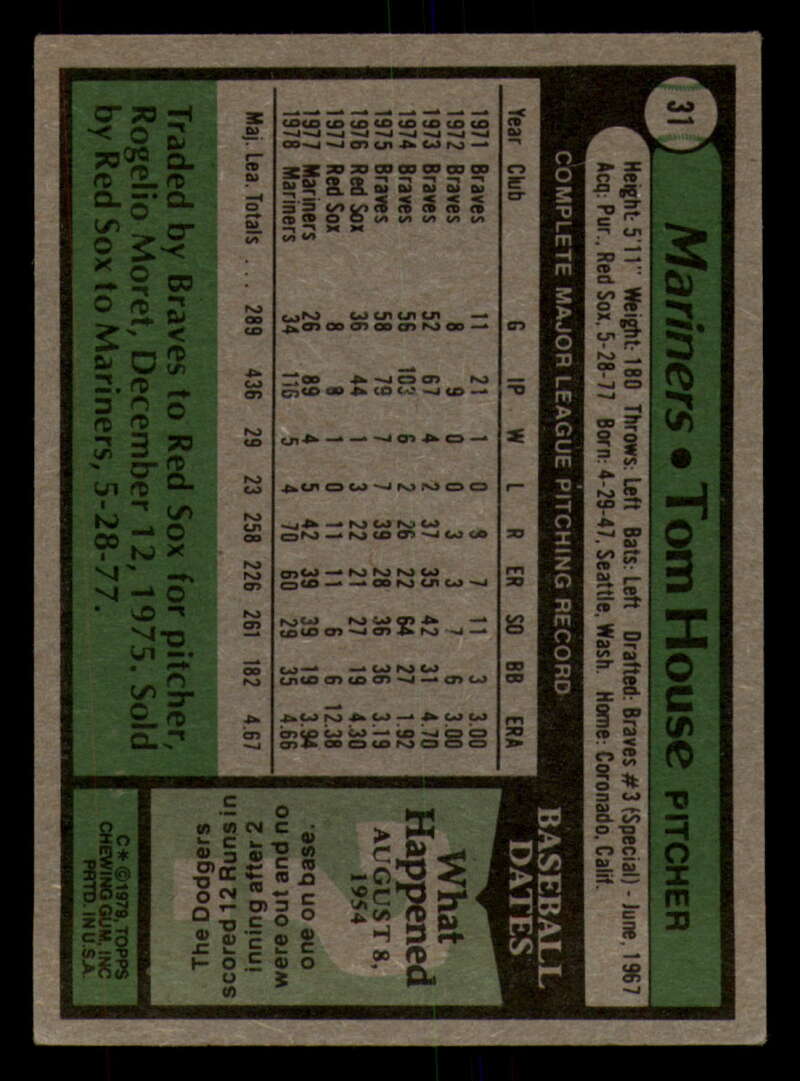 31
Mariners • Tom House PITCHER
Height: 5'11" Weight: 180 Throws: Left Bats: Left Drafted: Braves #3 (Special) - June, 1967
Acq: Pur., Red Sox, 5-28-77 Born: 4-29-47, Seattle, Wash. Home: Coronado, Calif.
COMPLETE MAJOR LEAGUE PITCHING RECORD
Year Club G IP W L R ER SO BB ERA
1971 Braves 11 21 1 0 8 7 11 3 3.00
1972 Braves 8 9 0 0 3 3 7 6 3.00
1973 Braves 52 67 4 2 37 35 42 31 4.70
1974 Braves 56 103 6 2 26 22 64 27 1.92
1975 Braves 58 79 7 7 39 28 36 36 3.19
1976 Red Sox 36 44 1 3 22 21 27 19 4.30
1977 Red Sox 8 8 1 0 11 11 6 6 12.38
1977 Mariners 26 89 4 5 42 39 39 19 3.94
1978 Mariners 34 116 5 4 70 60 29 35 4.66
Maj. Lea. Totals . . . 289 436 29 23 258 226 261 182 4.67
Traded by Braves to Red Sox for pitcher,
Rogelio Moret, December 12, 1975. Sold
by Red Sox to Mariners, 5-28-77.
BASEBALL
DATES
What
Happened
AUGUST 8,
1954
The Dodgers
scored 12 Runs in
inning after 2
were out and no
one on base.
C*©1979, TOPPS
CHEWING GUM, INC
PRTD. IN U.S.A.